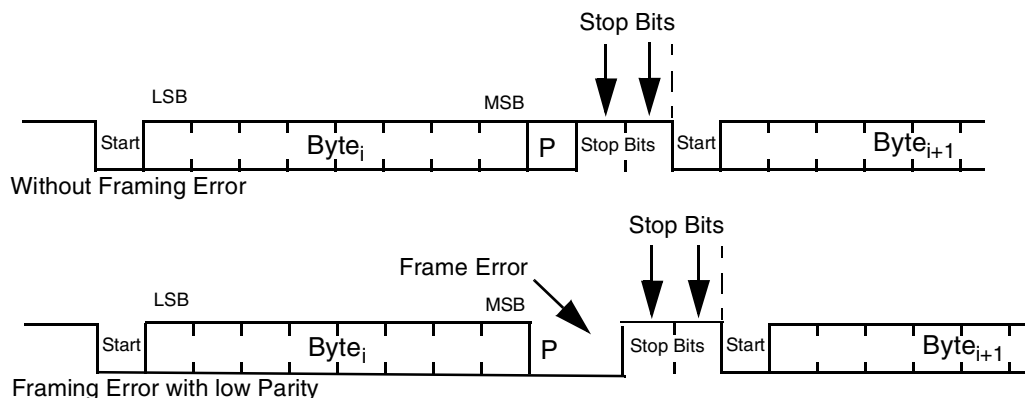 Stop Bits
LSB MSB
Start Byte i P Stop Bits Start Byte i+1
Without Framing Error
Stop Bits
Frame Error
LSB MSB
Start Byte i P Stop Bits Start Byte i+1
Framing Error with low Parity